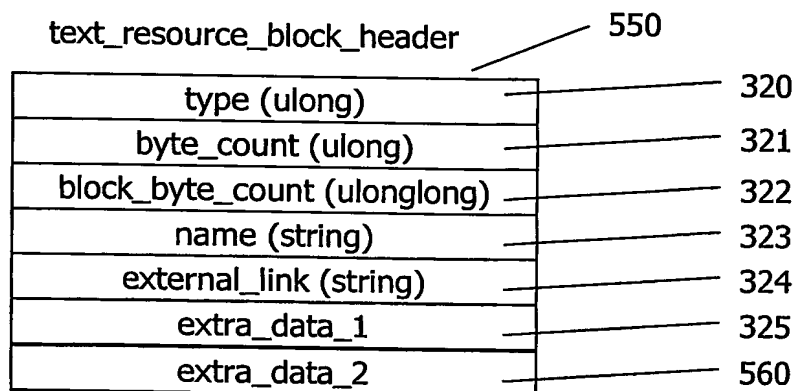 text_resource_block_header 550
type (ulong) 320
byte_count (ulong) 321
block_byte_count (ulonglong) 322
name (string) 323
external_link (string) 324
extra_data_1 325
extra_data_2 560